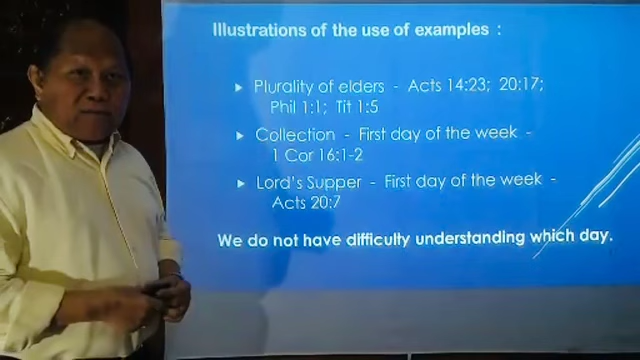 Illustrations of the use of examples :
Plurality of elders - Acts 14:23; 20:17;
Phil 1:1; Tit 1:5
Collection - First day of the week -
1 Cor 16:1-2
Lord's Supper - First day of the week -
Acts 20:7
We do not have difficulty understanding which day.